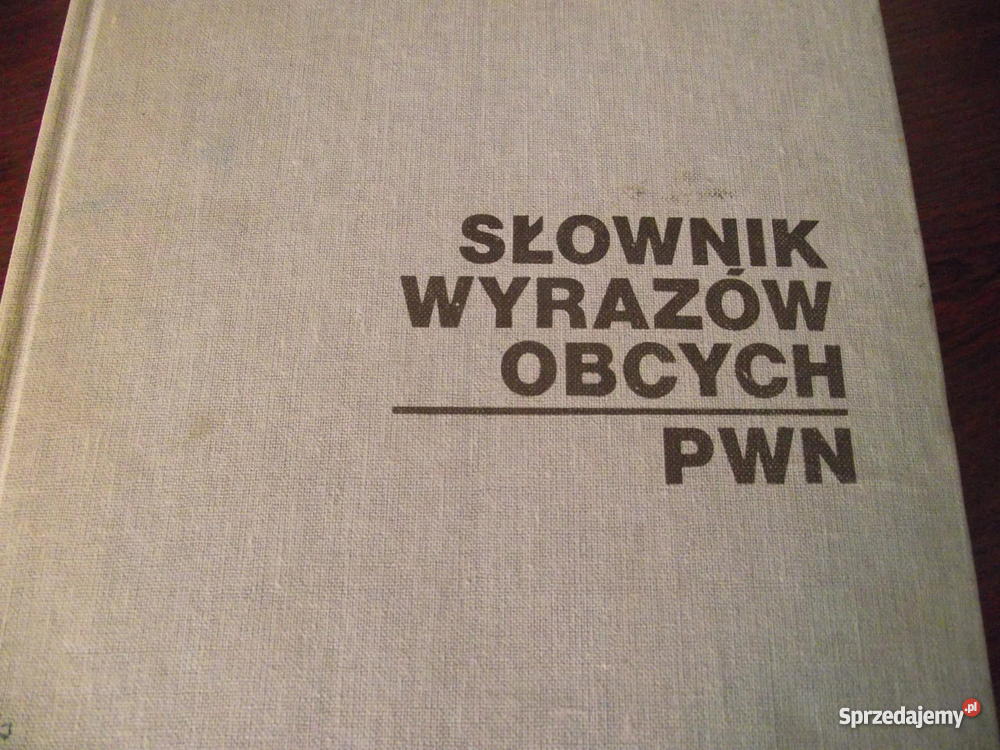 SŁOWNIK
WYRAZÓW
OBCYCH
PWN
Sprzedajemy.pl